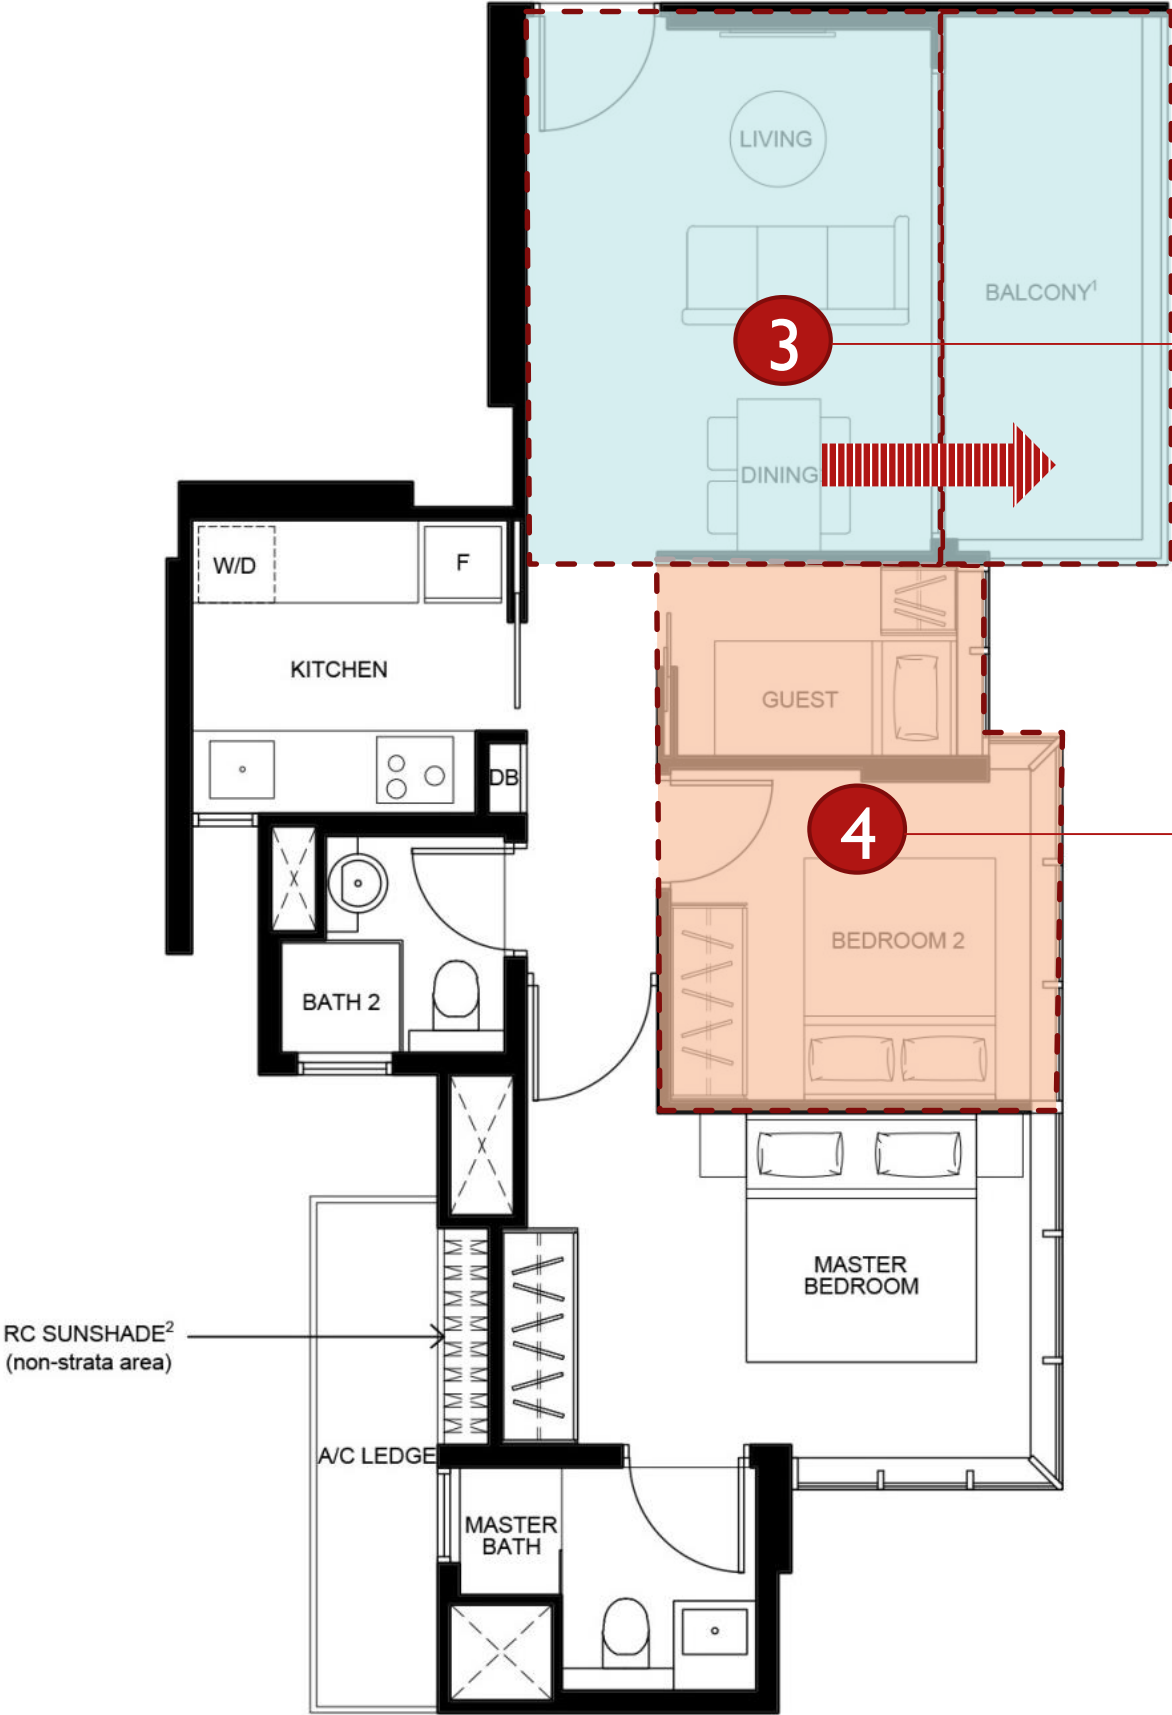 LIVING
BALCONY¹
3
DINING
W/D
F
KITCHEN
GUEST
DB
4
BEDROOM 2
BATH 2
MASTER
BEDROOM
RC SUNSHADE²
(non-strata area)
A/C LEDGE
MASTER
BATH